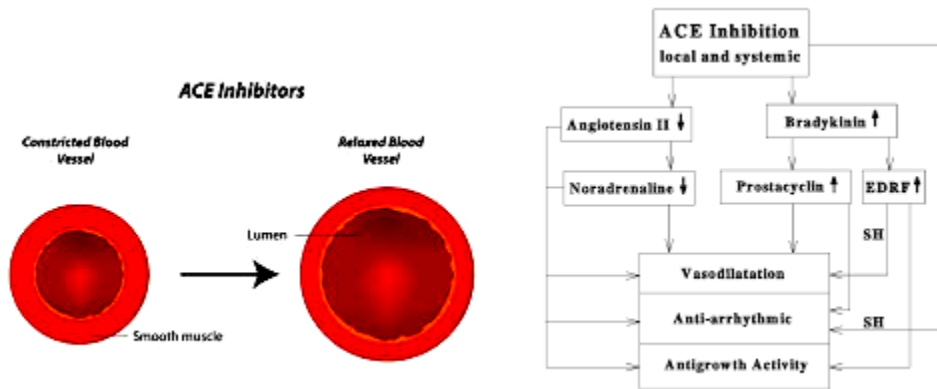 ACE Inhibitors
Constricted Blood
Vessel
Relaxed Blood
Vessel
Lumen
Smooth muscle
ACE Inhibition
local and systemic
Angiotensin II ↓
Bradykinin ↑
Noradrenaline ↓
Prostacyclin ↑
EDRF ↑
SH
Vasodilatation
Anti-arrhythmic
SH
Antigrowth Activity